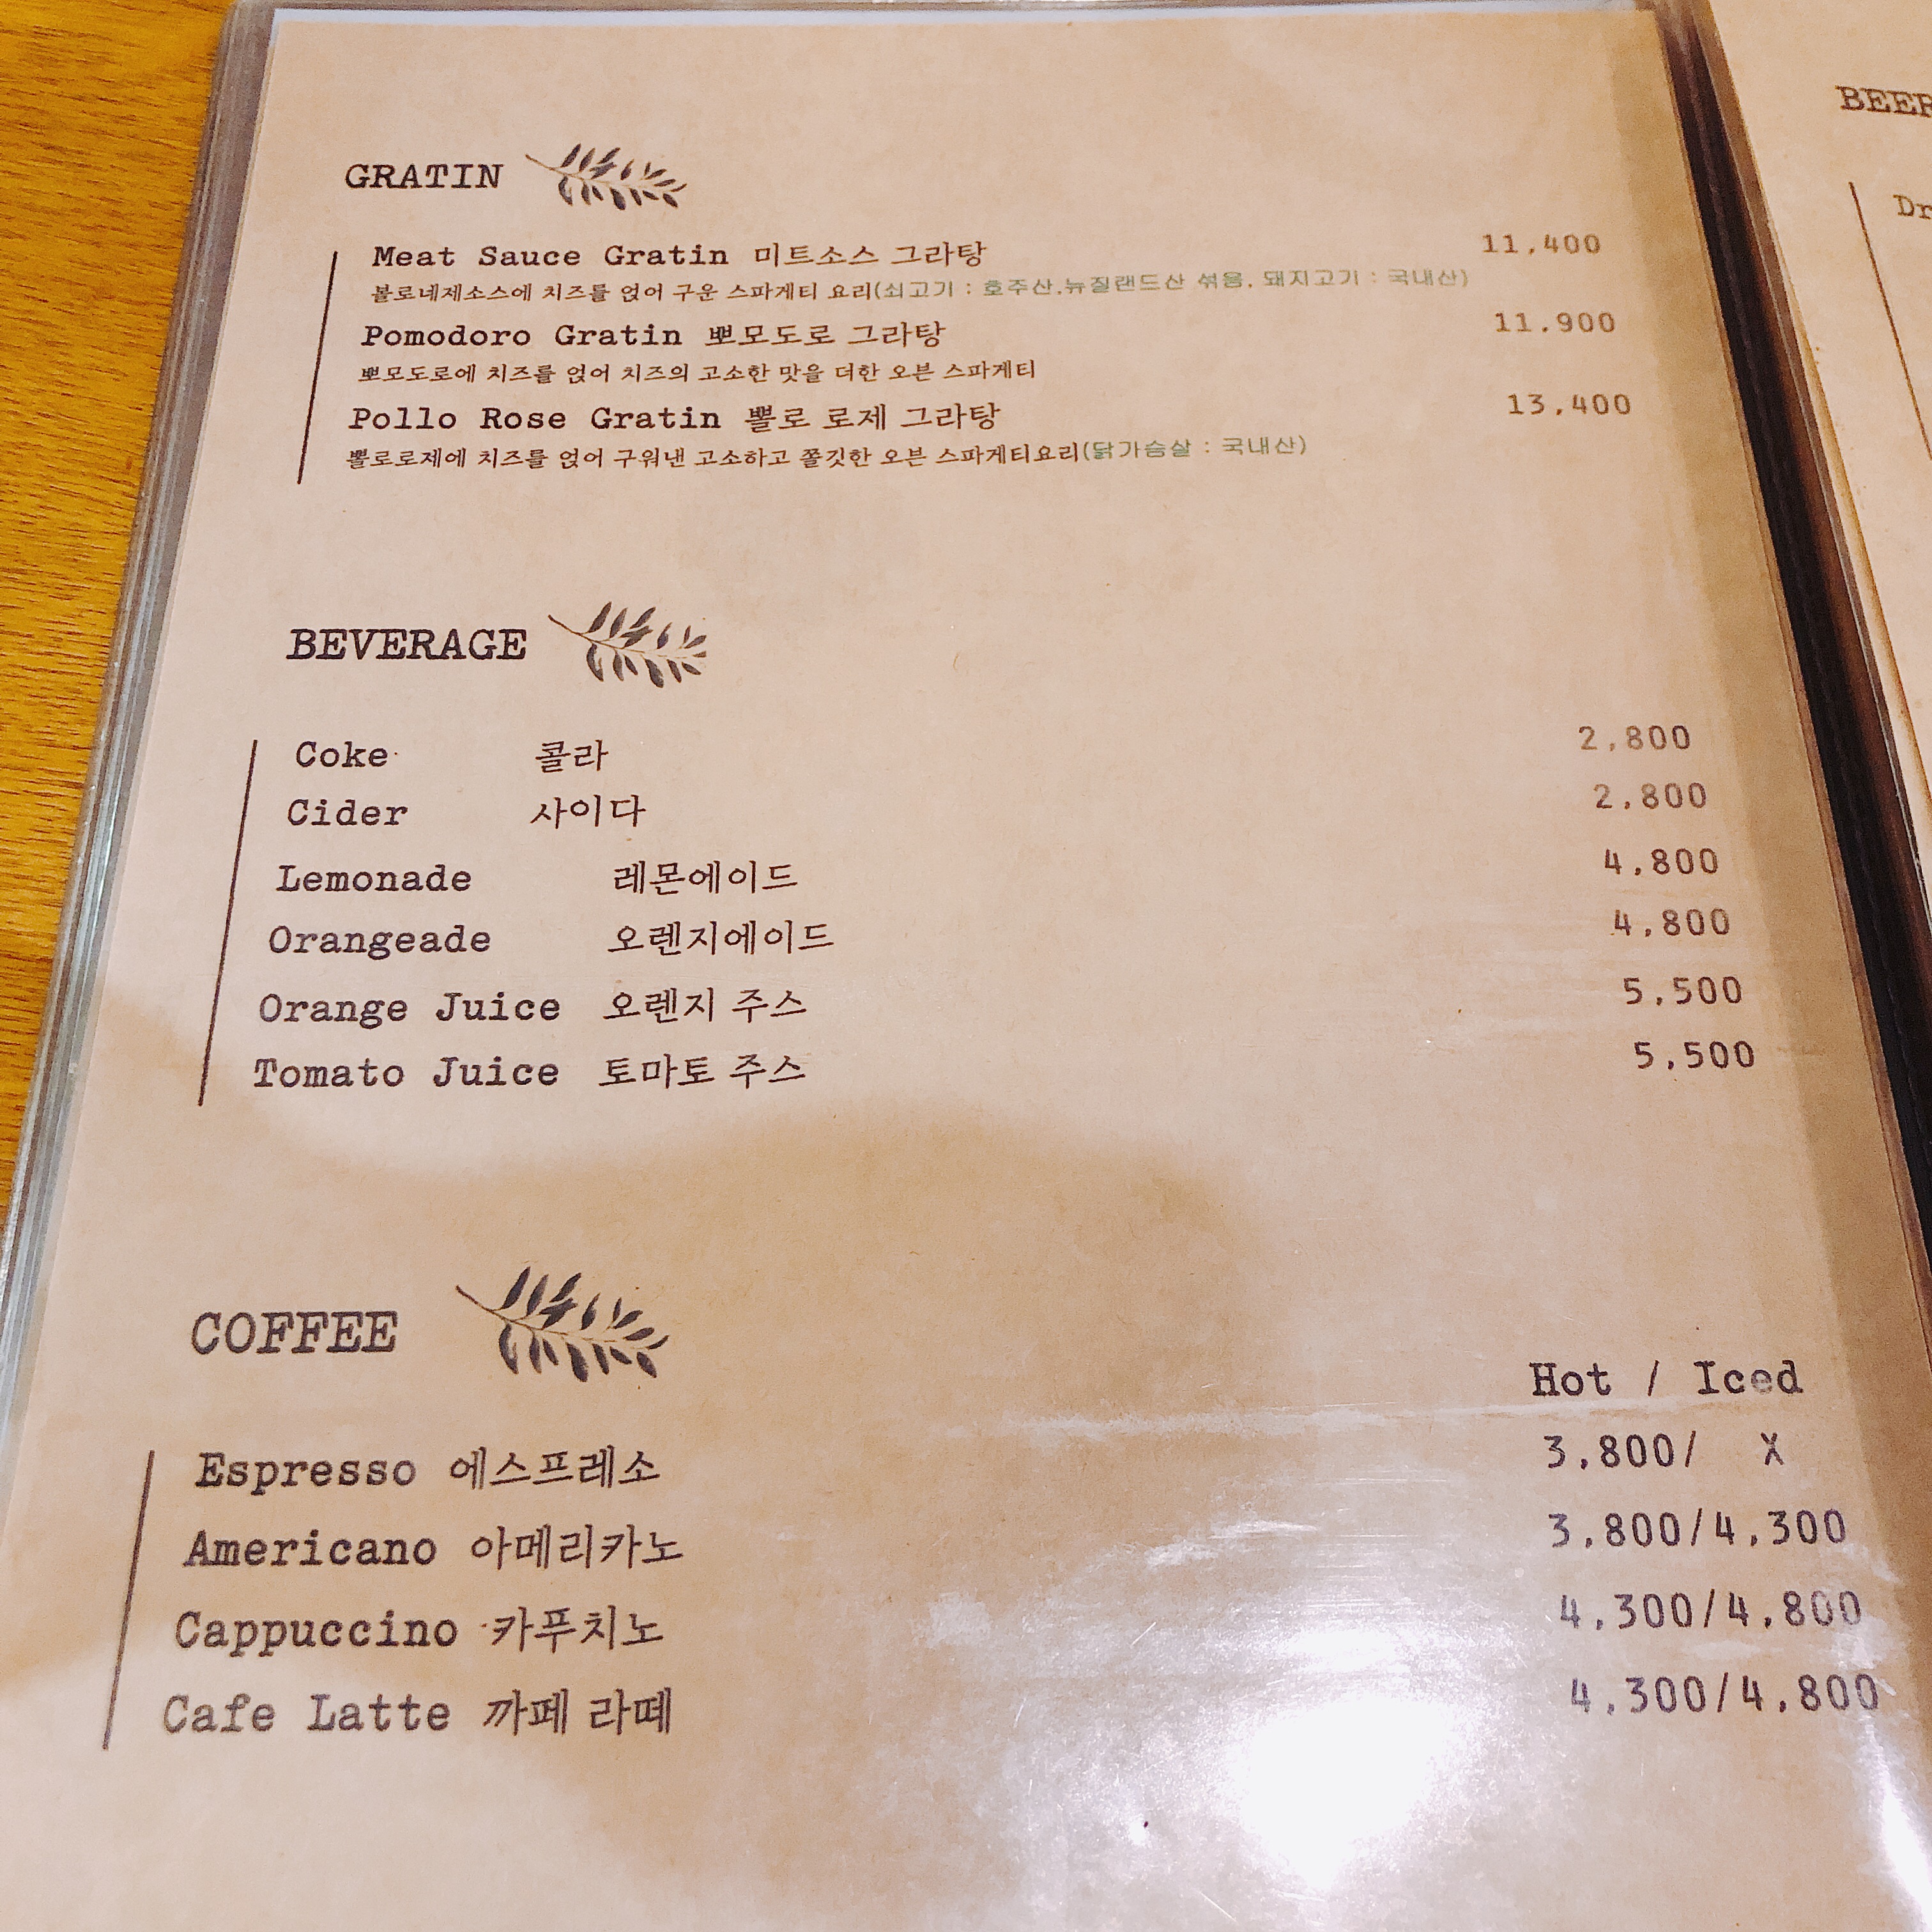 GRATIN
Meat Sauce Gratin 미트소스 그라탕 11,400
볼로네제소스에 치즈를 얹어 구운 스파게티 요리(쇠고기 : 호주산,뉴질랜드산 섞음, 돼지고기 : 국내산)
Pomodoro Gratin 뽀모도로 그라탕 11,900
뽀모도로에 치즈를 얹어 치즈의 고소한 맛을 더한 오븐 스파게티
Pollo Rose Gratin 뽈로 로제 그라탕 13,400
뽈로로제에 치즈를 얹어 구워낸 고소하고 쫄깃한 오븐 스파게티요리(닭가슴살 : 국내산)
BEVERAGE
Coke 콜라 2,800
Cider 사이다 2,800
Lemonade 레몬에이드 4,800
Orangeade 오렌지에이드 4,800
Orange Juice 오렌지 주스 5,500
Tomato Juice 토마토 주스 5,500
COFFEE
Hot / Iced
Espresso 에스프레소 3,800/ X
Americano 아메리카노 3,800/4,300
Cappuccino 카푸치노 4,300/4,800
Cafe Latte 까페 라떼 4,300/4,800